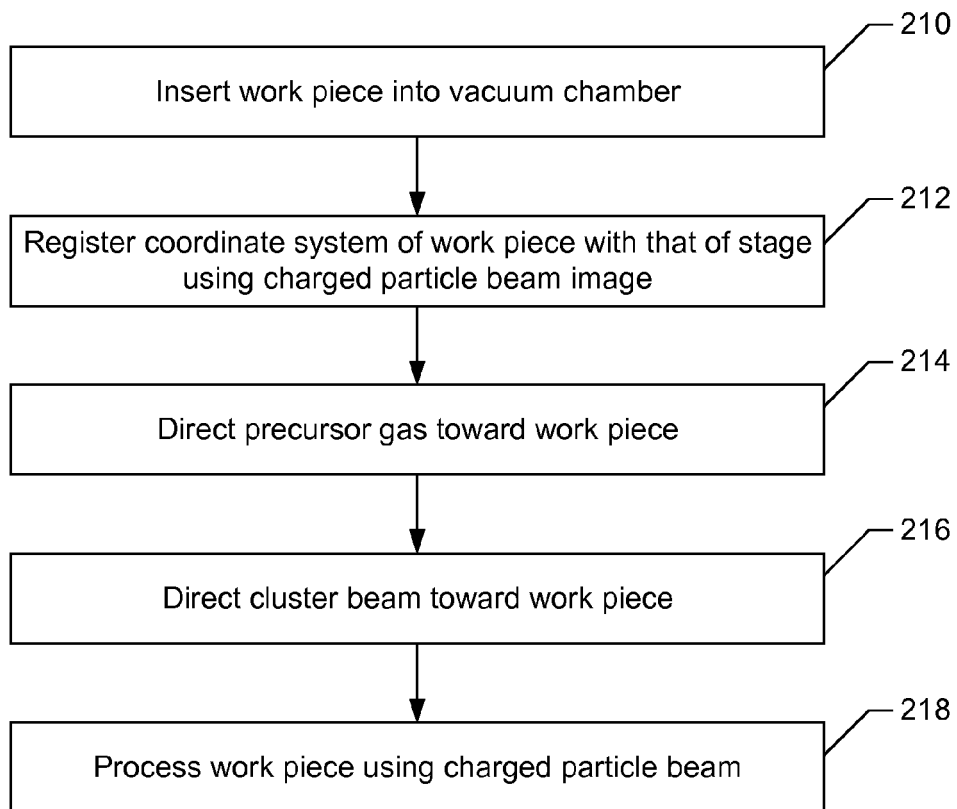 210
Insert work piece into vacuum chamber
212
Register coordinate system of work piece with that of stage
using charged particle beam image
214
Direct precursor gas toward work piece
216
Direct cluster beam toward work piece
218
Process work piece using charged particle beam